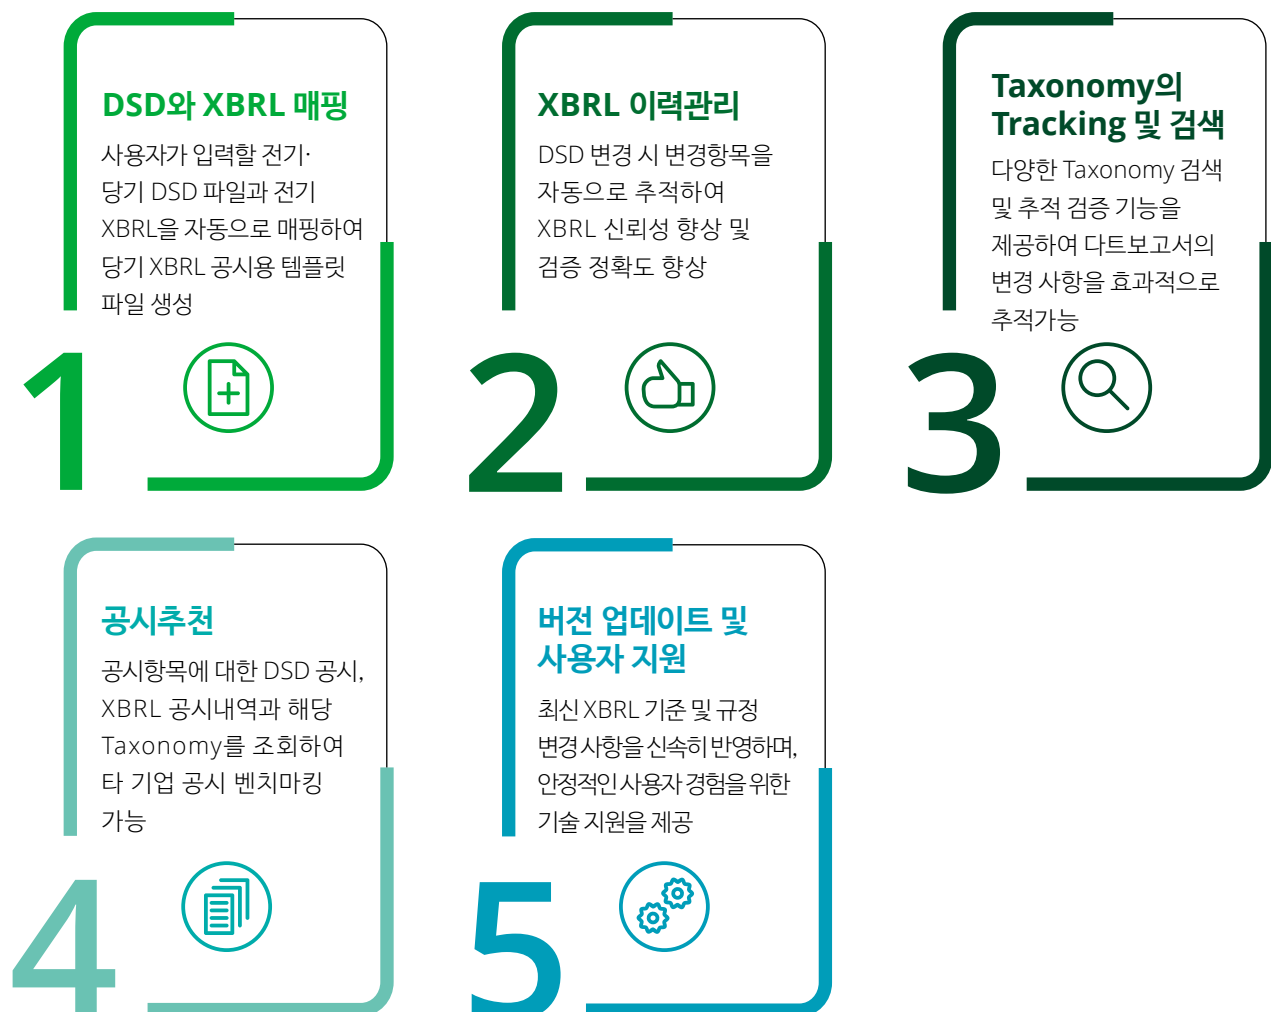 DSD와 XBRL 매핑
사용자가 입력할 전기·
당기 DSD 파일과 전기
XBRL을 자동으로 매핑하여
당기 XBRL 공시용 템플릿
파일 생성
1
XBRL 이력관리
DSD 변경 시 변경항목을
자동으로 추적하여
XBRL 신뢰성 향상 및
검증 정확도 향상
2
Taxonomy의
Tracking 및 검색
다양한 Taxonomy 검색
및 추적 검증 기능을
제공하여 다트보고서의
변경 사항을 효과적으로
추적가능
3
공시추천
공시항목에 대한 DSD 공시,
XBRL 공시내역과 해당
Taxonomy를 조회하여
타 기업 공시 벤치마킹
가능
4
버전 업데이트 및
사용자 지원
최신 XBRL 기준 및 규정
변경 사항을 신속히 반영하며,
안정적인 사용자 경험을 위한
기술 지원을 제공
5